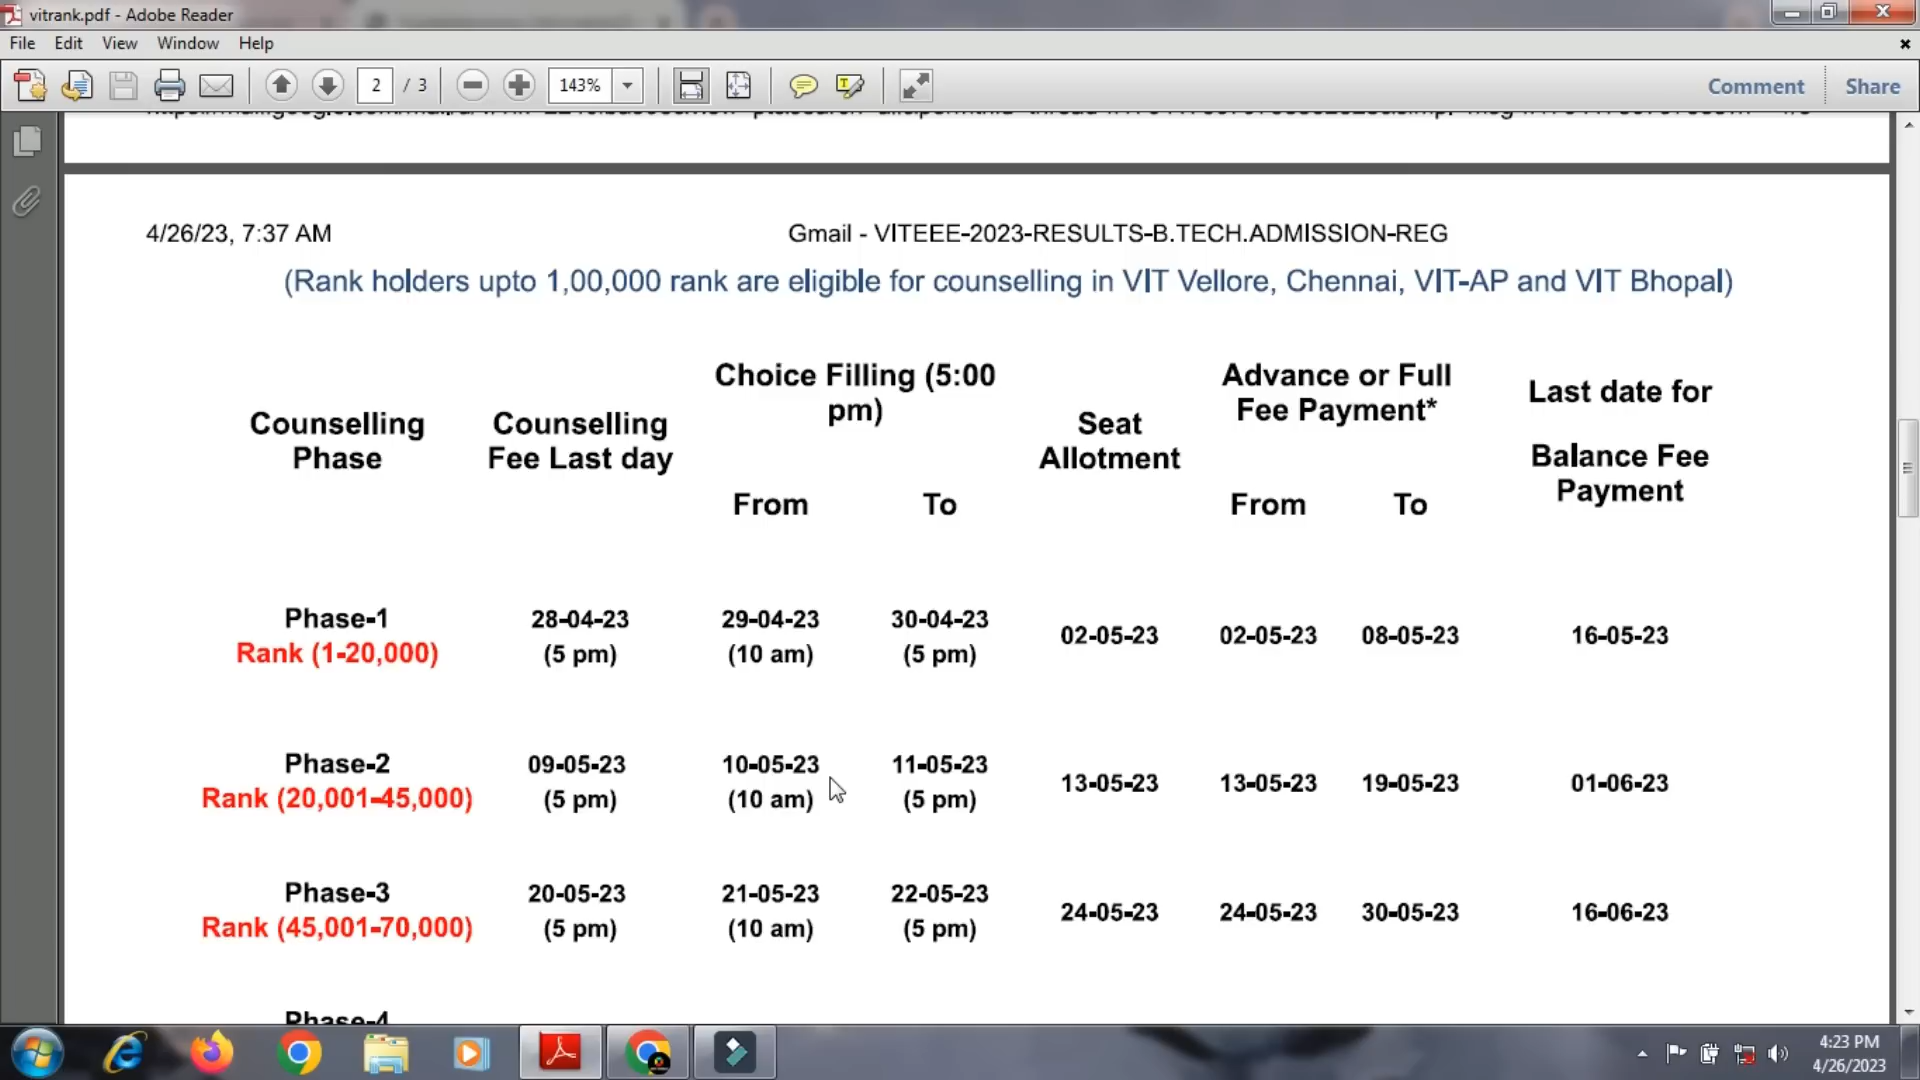 vitrank.pdf - Adobe Reader
File Edit View Window Help
2 / 3 143% Comment Share
4/26/23, 7:37 AM Gmail - VITEEE-2023-RESULTS-B.TECH.ADMISSION-REG
(Rank holders upto 1,00,000 rank are eligible for counselling in VIT Vellore, Chennai, VIT-AP and VIT Bhopal)
Counselling Phase
Counselling Fee Last day
Choice Filling (5:00 pm)
From To
Seat Allotment
Advance or Full Fee Payment*
From To
Last date for
Balance Fee Payment
Phase-1 28-04-23 29-04-23 30-04-23 02-05-23 02-05-23 08-05-23 16-05-23
Rank (1-20,000) (5 pm) (10 am) (5 pm)
Phase-2 09-05-23 10-05-23 11-05-23 13-05-23 13-05-23 19-05-23 01-06-23
Rank (20,001-45,000) (5 pm) (10 am) (5 pm)
Phase-3 20-05-23 21-05-23 22-05-23 24-05-23 24-05-23 30-05-23 16-06-23
Rank (45,001-70,000) (5 pm) (10 am) (5 pm)
Phase-4
4:23 PM
4/26/2023